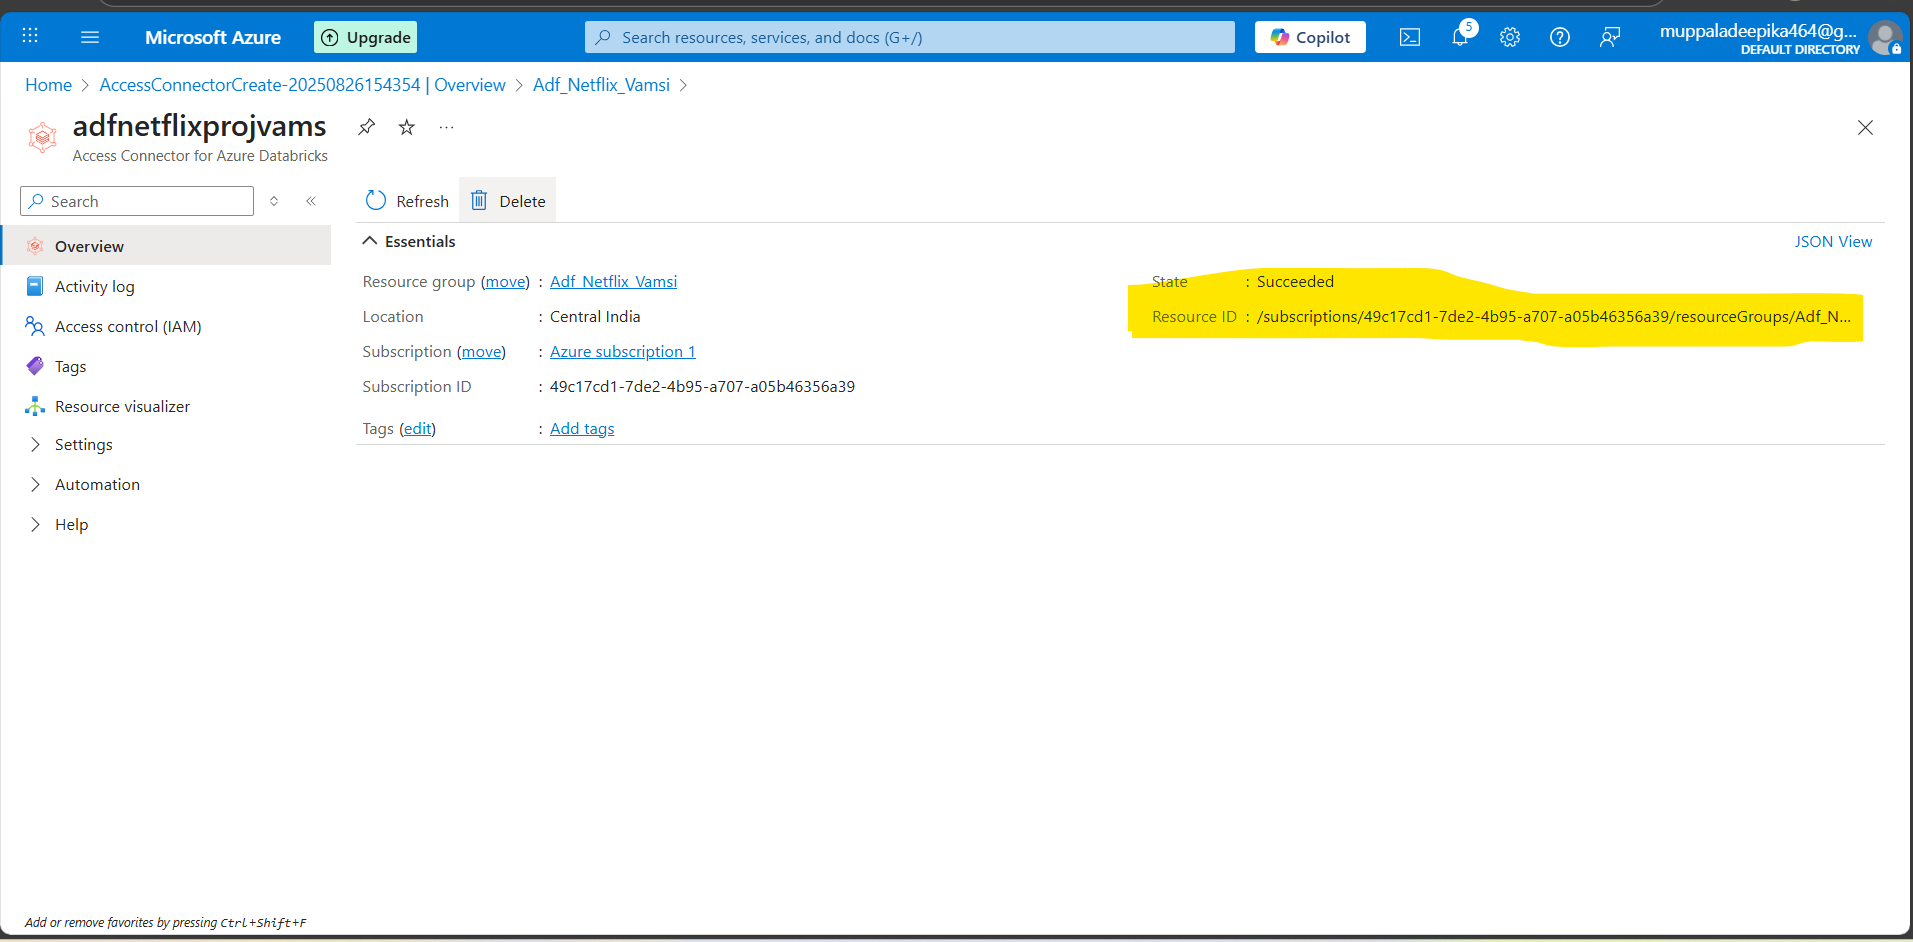 Microsoft Azure
Upgrade
Search resources, services, and docs (G+/)
Copilot
5
muppaladeepika464@g...
DEFAULT DIRECTORY
Home > AccessConnectorCreate-20250826154354 | Overview > Adf_Netflix_Vamsi >
adfnetflixprojvams
Access Connector for Azure Databricks
Search
Refresh
Delete
Overview
Activity log
Access control (IAM)
Tags
Resource visualizer
Settings
Automation
Help
Essentials
JSON View
Resource group (move) : Adf_Netflix_Vamsi
Location : Central India
Subscription (move) : Azure subscription 1
Subscription ID : 49c17cd1-7de2-4b95-a707-a05b46356a39
Tags (edit) : Add tags
State : Succeeded
Resource ID : /subscriptions/49c17cd1-7de2-4b95-a707-a05b46356a39/resourceGroups/Adf_N...
Add or remove favorites by pressing Ctrl+Shift+F